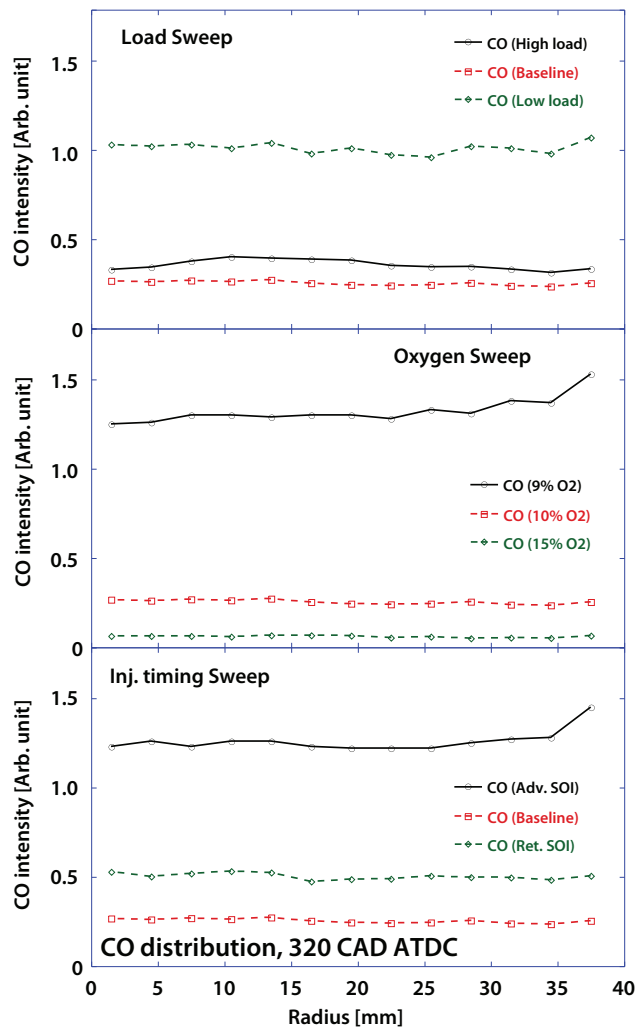 Load Sweep
CO (High load)
CO (Baseline)
CO (Low load)
1.5
1.0
0.5
0
CO intensity [Arb. unit]
Oxygen Sweep
CO (9% O2)
CO (10% O2)
CO (15% O2)
1.5
1.0
0.5
0
CO intensity [Arb. unit]
Inj. timing Sweep
CO (Adv. SOI)
CO (Baseline)
CO (Ret. SOI)
1.5
1.0
0.5
0
CO intensity [Arb. unit]
CO distribution, 320 CAD ATDC
0 5 10 15 20 25 30 35 40
Radius [mm]